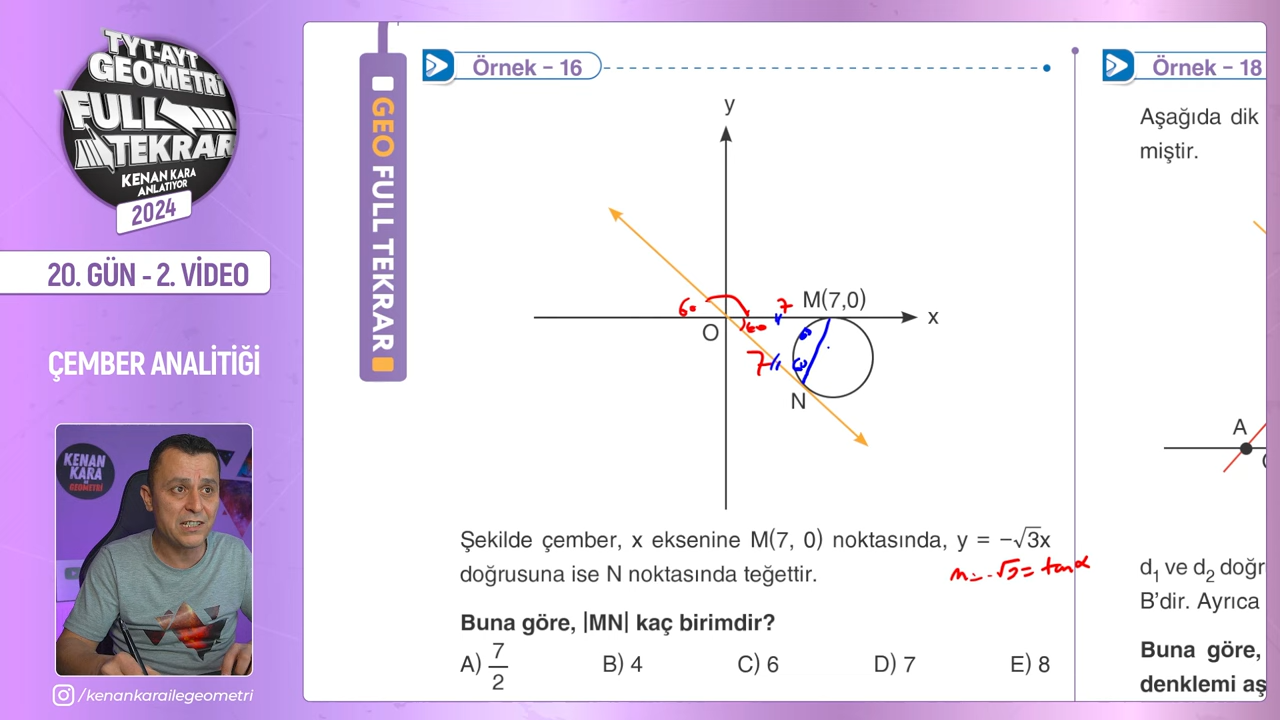 TYT-AYT
GEOMETRİ
FULL
TEKRAR
KENAN KARA
ANLATIYOR
2024
20. GÜN - 2. VİDEO
ÇEMBER ANALİTİĞİ
KENAN
KARA
ile
GEOMETRİ
/kenankarailegeometri
GEO FULL TEKRAR
Örnek – 16
y
60
7
M(7,0)
x
O
60
7
N
Şekilde çember, x eksenine M(7, 0) noktasında, y = –√3x
doğrusuna ise N noktasında teğettir.
m = -√3 = tanα
Buna göre, |MN| kaç birimdir?
A) 7/2 B) 4 C) 6 D) 7 E) 8
Örnek – 18
Aşağıda dik
miştir.
A
d₁ ve d₂ doğr
B'dir. Ayrıca
Buna göre,
denklemi aş